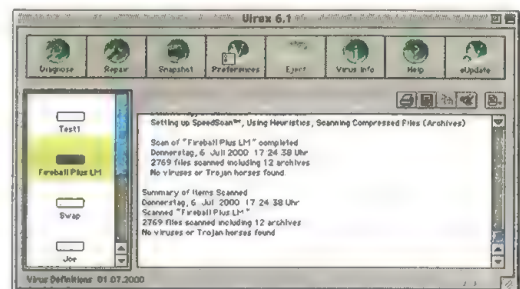 Virex 6.1
Diagnose Repair Snapshot Preferences Eject Virus Info Help eUpdate
Test1
Fireball Plus LM
Swap
Joe
Setting up SpeedScan™, Using Heuristics, Scanning Compressed Files (Archives)
Scan of "Fireball Plus LM" completed
Donnerstag, 6. Juli 2000 17:24:38 Uhr
2769 files scanned including 12 archives
No viruses or Trojan horses found
Summary of Items Scanned
Donnerstag, 6. Juli 2000 17:24:38 Uhr
Scanned "Fireball Plus LM"
2769 files scanned including 12 archives
No viruses or Trojan horses found
Virus Definitions: 01.07.2000